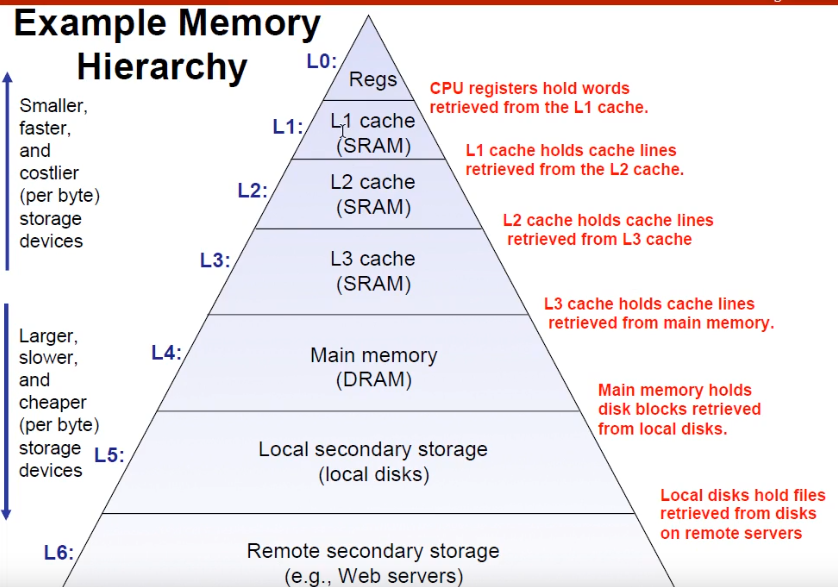 Example Memory
Hierarchy
Smaller,
faster,
and
costlier
(per byte)
storage
devices
Larger,
slower,
and
cheaper
(per byte)
storage
devices
L0:
Regs
CPU registers hold words
retrieved from the L1 cache.
L1:
L1 cache
(SRAM)
L1 cache holds cache lines
retrieved from the L2 cache.
L2:
L2 cache
(SRAM)
L2 cache holds cache lines
retrieved from L3 cache
L3:
L3 cache
(SRAM)
L3 cache holds cache lines
retrieved from main memory.
L4:
Main memory
(DRAM)
Main memory holds
disk blocks retrieved
from local disks.
L5:
Local secondary storage
(local disks)
Local disks hold files
retrieved from disks
on remote servers
L6:
Remote secondary storage
(e.g., Web servers)